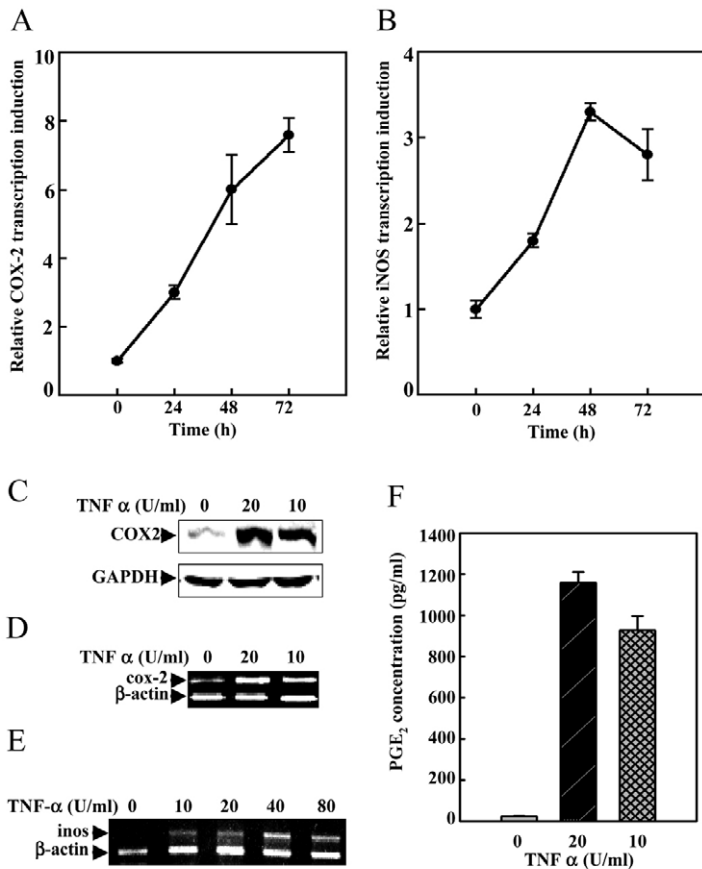 A
Relative COX-2 transcription induction
10
8
6
4
2
0
0 24 48 72
Time (h)
B
Relative iNOS transcription induction
4
3
2
1
0
0 24 48 72
Time (h)
C
TNF α (U/ml) 0 20 10
COX2
GAPDH
D
TNF α (U/ml) 0 20 10
cox-2
β-actin
E
TNF-α (U/ml) 0 10 20 40 80
inos
β-actin
F
PGE₂ concentration (pg/ml)
1400
1200
1000
800
600
400
200
0
0 20 10
TNF α (U/ml)